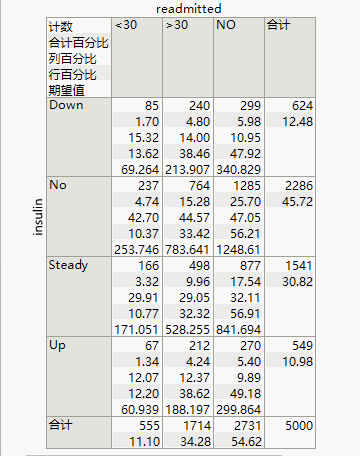 readmitted
计数 <30 >30 NO 合计
合计百分比
列百分比
行百分比
期望值
Down 85 240 299 624
1.70 4.80 5.98 12.48
15.32 14.00 10.95
13.62 38.46 47.92
69.264 213.907 340.829
No 237 764 1285 2286
4.74 15.28 25.70 45.72
42.70 44.57 47.05
10.37 33.42 56.21
253.746 783.641 1248.61
insulin
Steady 166 498 877 1541
3.32 9.96 17.54 30.82
29.91 29.05 32.11
10.77 32.32 56.91
171.051 528.255 841.694
Up 67 212 270 549
1.34 4.24 5.40 10.98
12.07 12.37 9.89
12.20 38.62 49.18
60.939 188.197 299.864
合计 555 1714 2731 5000
11.10 34.28 54.62